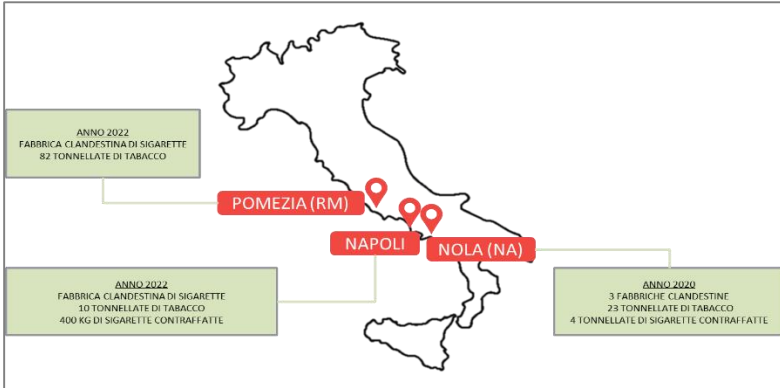 ANNO 2022
FABBRICA CLANDESTINA DI SIGARETTE
82 TONNELLATE DI TABACCO
POMEZIA (RM)
NAPOLI
NOLA (NA)
ANNO 2022
FABBRICA CLANDESTINA DI SIGARETTE
10 TONNELLATE DI TABACCO
400 KG DI SIGARETTE CONTRAFFATTE
ANNO 2020
3 FABBRICHE CLANDESTINE
23 TONNELLATE DI TABACCO
4 TONNELLATE DI SIGARETTE CONTRAFFATTE